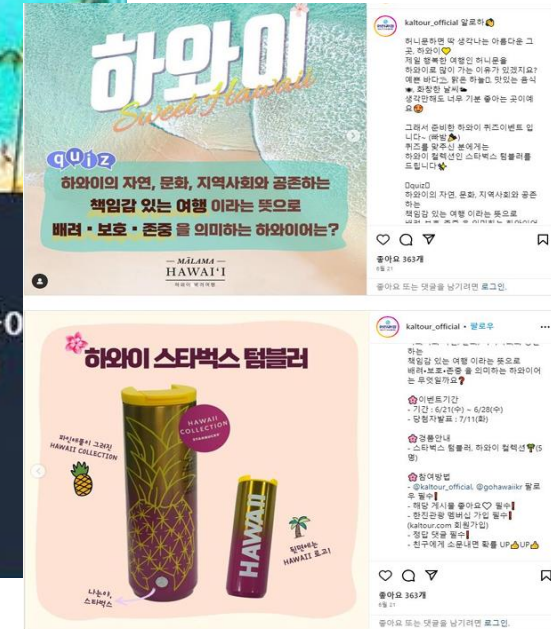 하와이
Sweet Hawaii
quiz
하와이의 자연, 문화, 지역사회와 공존하는
책임감 있는 여행 이라는 뜻으로
배려 • 보호 • 존중 을 의미하는 하와이어는?
MĀLAMA
HAWAI‘I
kaltour_official 알로하
허니문하면 딱 생각나는 아름다운 그
곳, 하와이💛
제일 행복한 여행인 허니문을
하와이로 많이 가는 이유가 있겠지요?
예쁜 바다, 맑은 하늘, 맛있는 음식
, 화창한 날씨
생각만해도 너무 기분 좋아는 곳이예
요
그래서 준비한 하와이 퀴즈이벤트 입
니다~ (빠밤)
퀴즈를 맞추신 분에게는
하와이 컬렉션인 스타벅스 텀블러를
드립니다
quiz
하와이의 자연, 문화, 지역사회와 공존
하는
책임감 있는 여행 이라는 뜻으로
좋아요 363개
6월 21
좋아요 또는 댓글을 남기려면 로그인.
하와이 스타벅스 텀블러
HAWAII
COLLECTION
STARBUCKS
파인애플이 그려진
HAWAII COLLECTION
HAWAII
뒷면에는
HAWAII 로고!
나는야,
스타벅스
kaltour_official • 팔로우
하는
책임감 있는 여행 이라는 뜻으로
배려•보호•존중 을 의미하는 하와이어
는 무엇일까요❓
🌸이벤트기간
- 기간 : 6/21(수) ~ 6/28(수)
- 당첨자발표 : 7/11(화)
🌸경품안내
- 스타벅스 텀블러, 하와이 컬렉션🌴(5
명)
🌸참여방법
- @kaltour_official, @gohawaiikr 팔로
우 필수❗
- 해당 게시물 좋아요♡ 필수❗
- 한진관광 멤버십 가입 필수❗
(kaltour.com 회원가입)
- 정답 댓글 필수❗
- 친구에게 소문내면 확률 UP👍UP👍
좋아요 363개
6월 21
좋아요 또는 댓글을 남기려면 로그인.